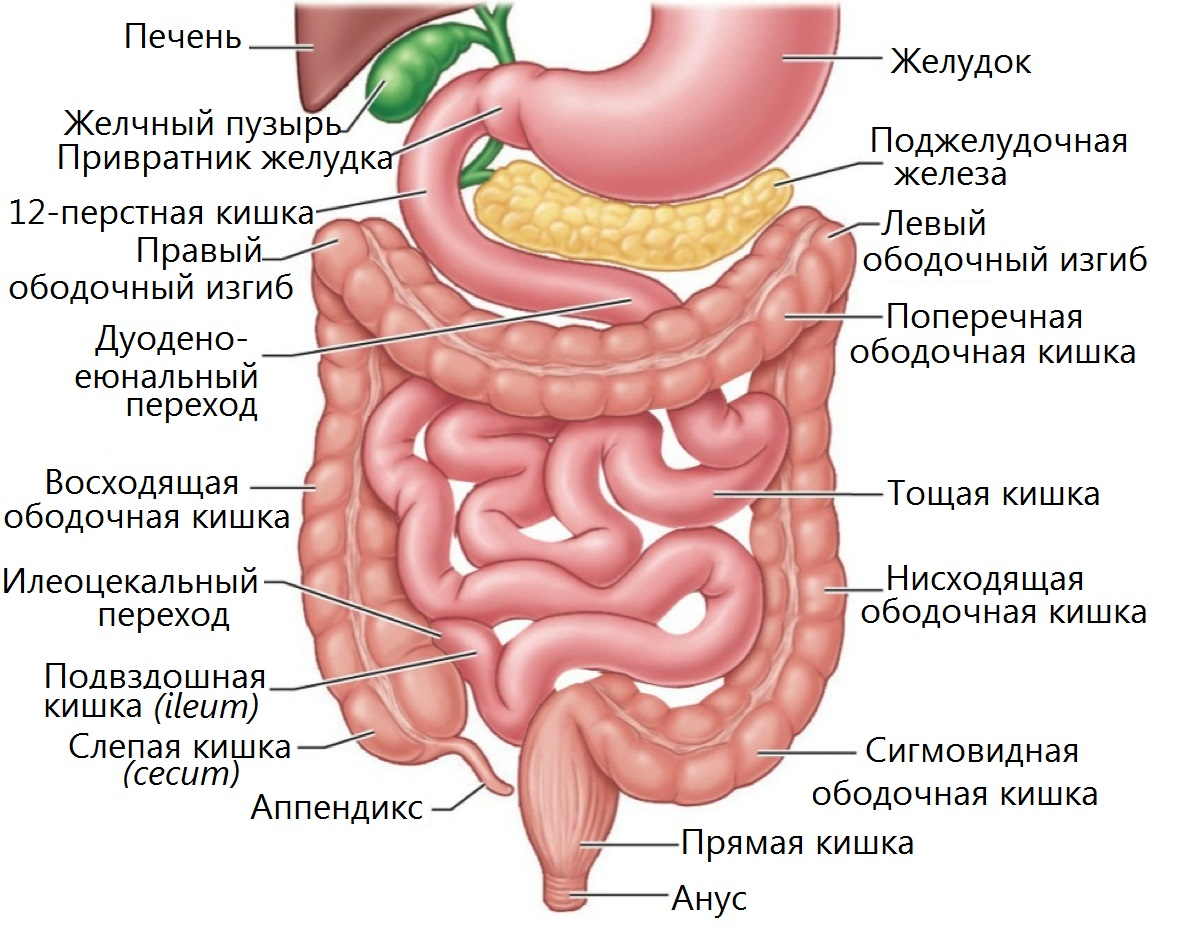 Печень
Желчный пузырь
Привратник желудка
12-перстная кишка
Правый
ободочный изгиб
Дуодено-
еюнальный
переход
Восходящая
ободочная кишка
Илеоцекальный
переход
Подвздошная
кишка (ileum)
Слепая кишка
(cecum)
Аппендикс
Желудок
Поджелудочная
железа
Левый
ободочный изгиб
Поперечная
ободочная кишка
Тощая кишка
Нисходящая
ободочная кишка
Сигмовидная
ободочная кишка
Прямая кишка
Анус